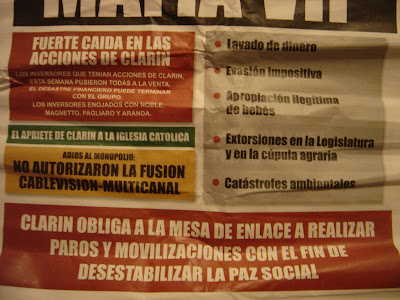 MAFIA VIP
FUERTE CAIDA EN LAS
ACCIONES DE CLARIN
LOS INVERSORES QUE TENIAN ACCIONES DE CLARIN,
ESTA SEMANA PUSIERON TODAS A LA VENTA.
EL DESASTRE FINANCIERO PUEDE TERMINAR
CON EL GRUPO.
LOS INVERSORES ENOJADOS CON NOBLE,
MAGNETTO, PAGLIARO Y ARANDA.
EL APRIETE DE CLARIN A LA IGLESIA CATOLICA
ADIOS AL MONOPOLIO:
NO AUTORIZARON LA FUSION
CABLEVISION-MULTICANAL
Lavado de dinero
Evasión impositiva
Apropiación ilegítima
de bebés
Extorsiones en la Legislatura
y en la cúpula agraria
Catástrofes ambientales
CLARIN OBLIGA A LA MESA DE ENLACE A REALIZAR
PAROS Y MOVILIZACIONES CON EL FIN DE
DESESTABILIZAR LA PAZ SOCIAL